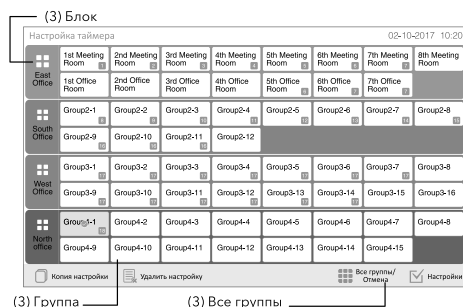 (3) Блок
Настройка таймера 02-10-2017 10:20
East Office
1st Meeting Room 2nd Meeting Room 3rd Meeting Room 4th Meeting Room 5th Meeting Room 6th Meeting Room 7th Meeting Room 8th Meeting Room
1st Office Room 2nd Office Room 3rd Office Room 4th Office Room 5th Office Room 6th Office Room 7th Office Room
South Office
Group2-1 Group2-2 Group2-3 Group2-4 Group2-5 Group2-6 Group2-7 Group2-8
Group2-9 Group2-10 Group2-11 Group2-12
West Office
Group3-1 Group3-2 Group3-3 Group3-4 Group3-5 Group3-6 Group3-7 Group3-8
Group3-9 Group3-10 Group3-11 Group3-12 Group3-13 Group3-14 Group3-15 Group3-16
North office
Group4-1 Group4-2 Group4-3 Group4-4 Group4-5 Group4-6 Group4-7 Group4-8
Group4-9 Group4-10 Group4-11 Group4-12 Group4-13 Group4-14 Group4-15
Копия настройки Удалить настройку Все группы/ Отмена Настройки
(3) Группа (3) Все группы